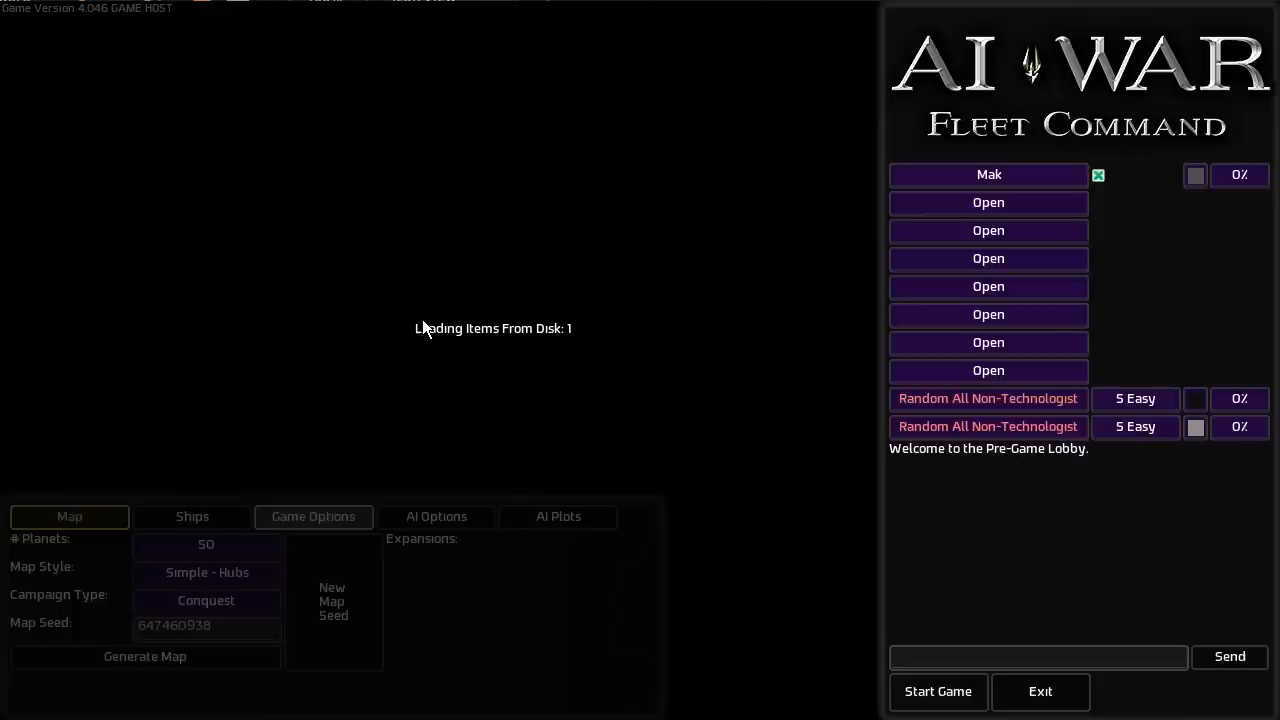 Game Version 4.046 GAME HOST
AI WAR
FLEET COMMAND
Mak 0%
Open
Open
Open
Open
Open
Open
Open
Random All Non-Technologist 5 Easy 0%
Random All Non-Technologist 5 Easy 0%
Welcome to the Pre-Game Lobby.
Loading Items From Disk: 1
Map Ships Game Options AI Options AI Plots
# Planets: 50 Expansions:
Map Style: Simple - Hubs
Campaign Type: Conquest
Map Seed: 647460938
New
Map
Seed
Generate Map
Send
Start Game Exit